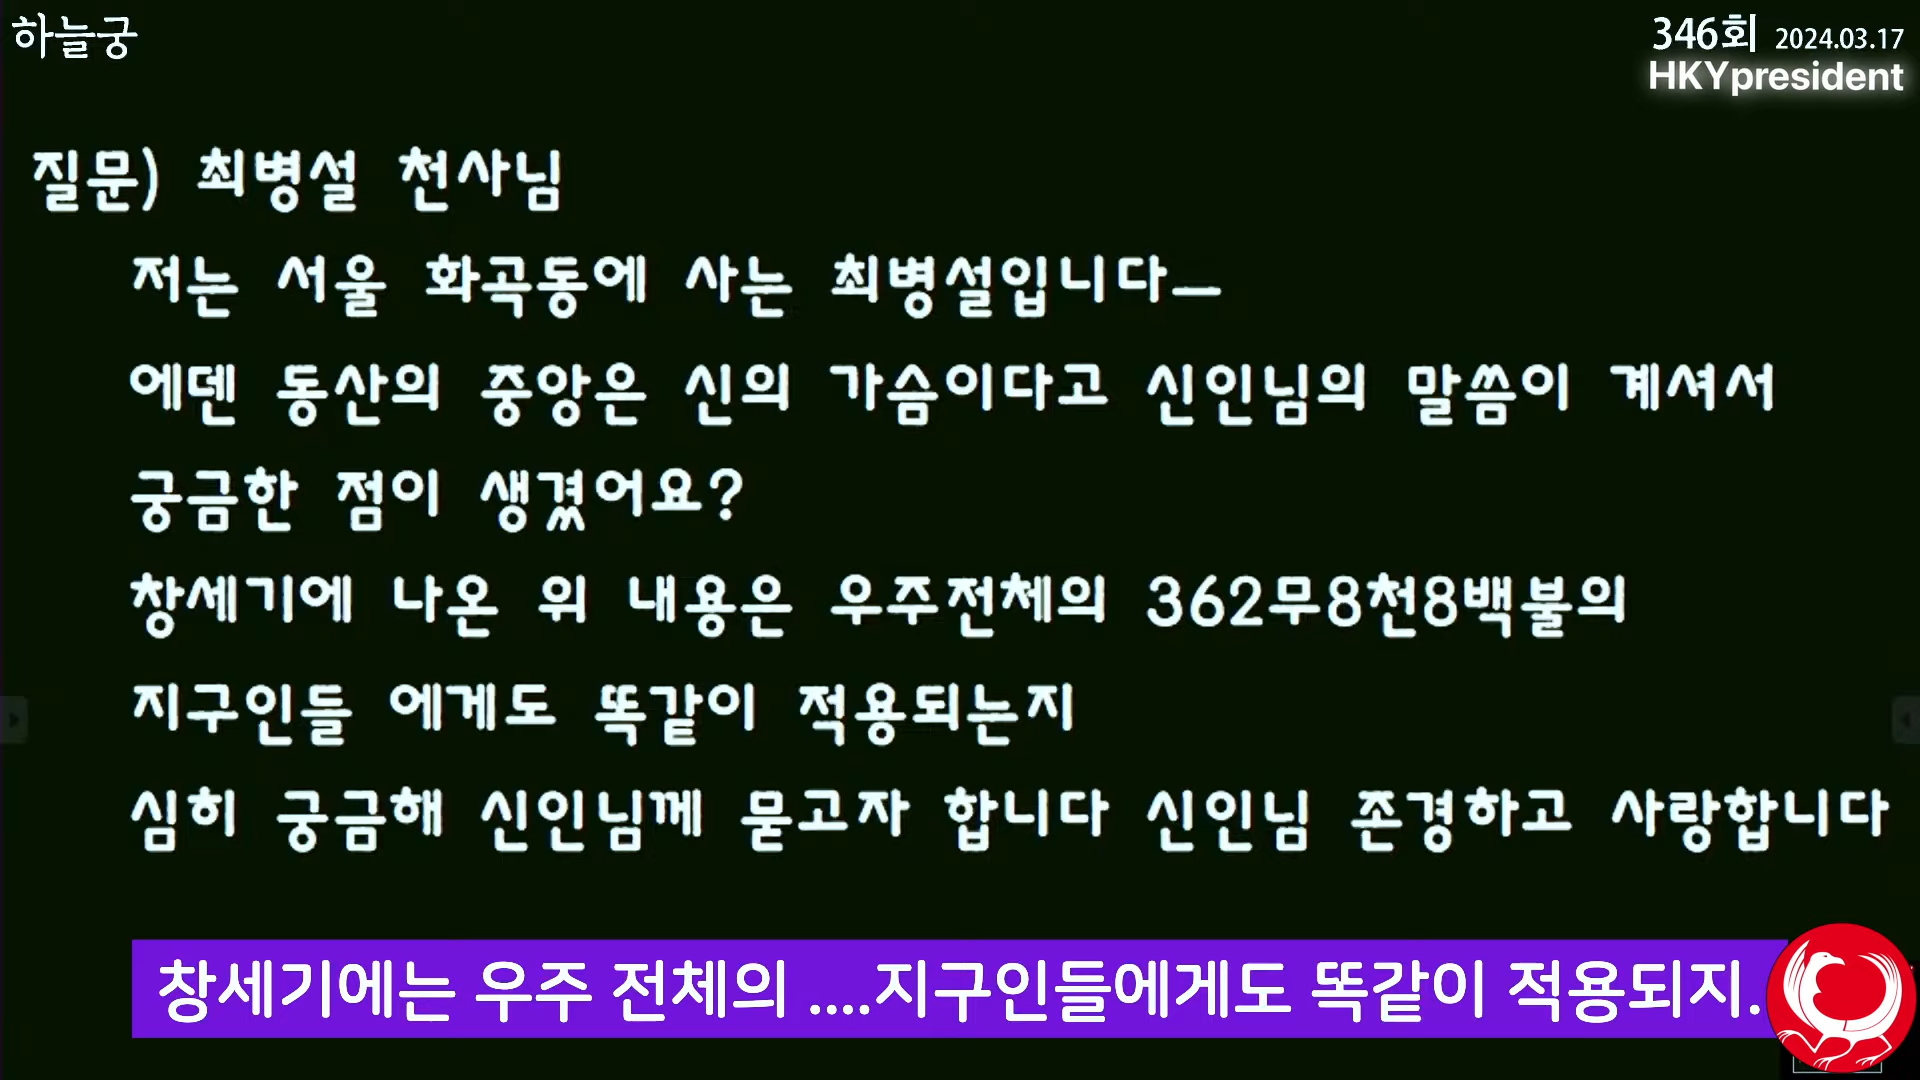 하늘궁
346회 2024.03.17
HKYpresident
질문) 최병설 천사님
저는 서울 화곡동에 사는 최병설입니다ㅡ
에덴 동산의 중앙은 신의 가슴이다고 신인님의 말씀이 계셔서
궁금한 점이 생겼어요?
창세기에 나온 위 내용은 우주전체의 362무8천8백불의
지구인들 에게도 똑같이 적용되는지
심히 궁금해 신인님께 묻고자 합니다 신인님 존경하고 사랑합니다
창세기에는 우주 전체의 ....지구인들에게도 똑같이 적용되지.